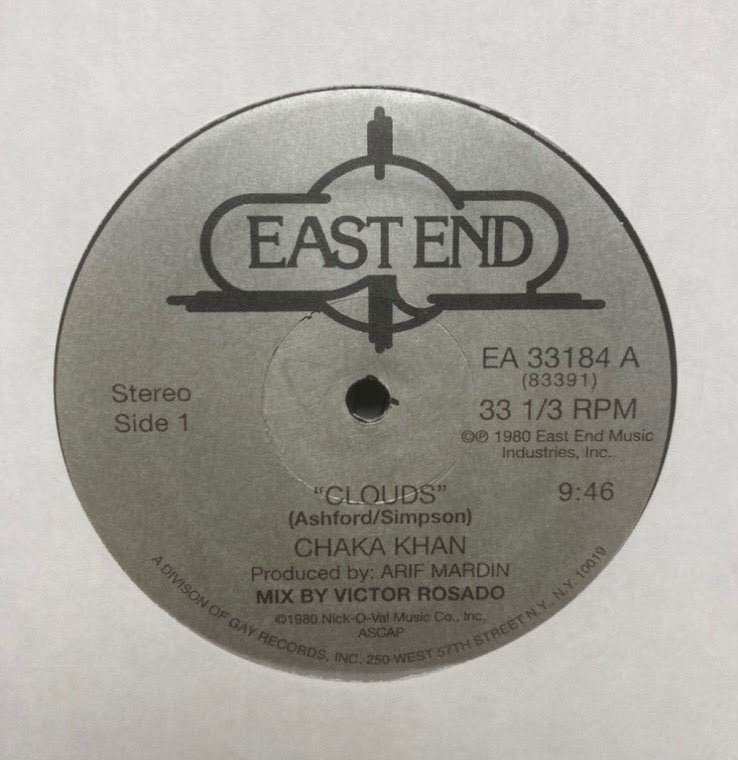 EAST END
Stereo
Side 1
EA 33184 A
(83391)
33 1/3 RPM
©℗ 1980 East End Music
Industries, Inc.
9:46
"CLOUDS"
(Ashford/Simpson)
CHAKA KHAN
Produced by: ARIF MARDIN
MIX BY VICTOR ROSADO
©1980 Nick-O-Val Music Co., Inc.
ASCAP
A DIVISON OF GAY RECORDS, INC. 250 WEST 57TH STREET N.Y., N.Y. 10019